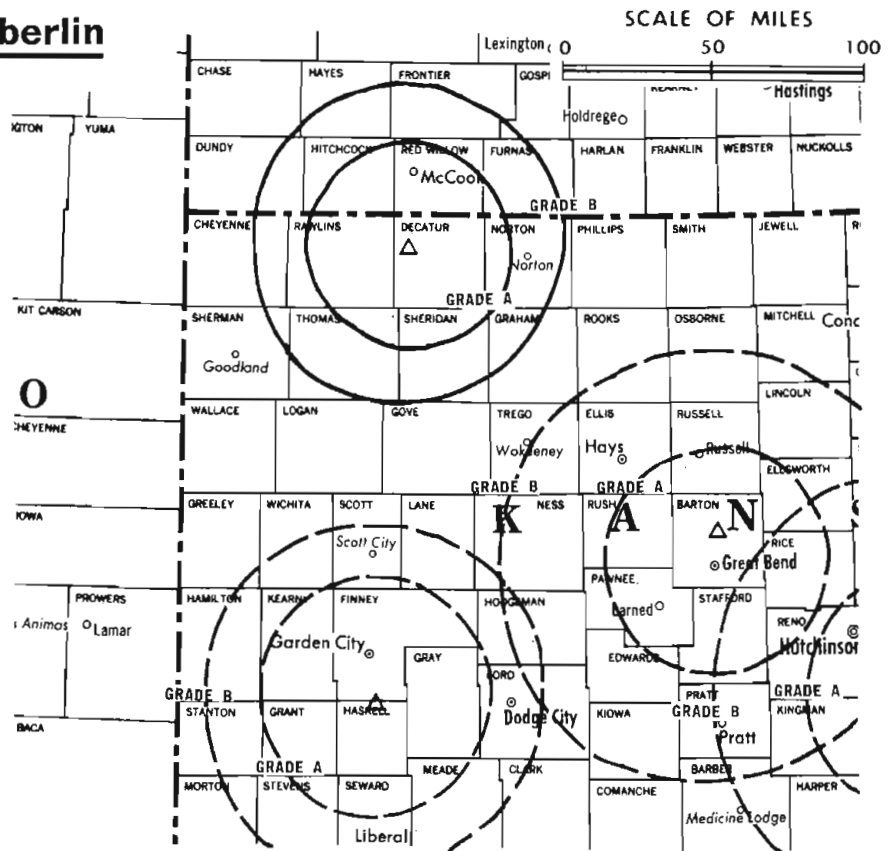 berlin
SCALE OF MILES
0 50 100
Lexington
CHASE HAYES FRONTIER
Hastings
Holdrege
YUMA
DUNDY HITCHCOCK RED WILLOW FURNAS HARLAN FRANKLIN WEBSTER NUCKOLLS
McCook
GRADE B
CHEYENNE RAWLINS DECATUR NORTON PHILLIPS SMITH JEWELL
Norton
GRADE A
KIT CARSON SHERMAN THOMAS SHERIDAN GRAHAM ROOKS OSBORNE MITCHELL Conc
Goodland
O
LINCOLN
CHEYENNE WALLACE LOGAN GOVE TREGO ELLIS RUSSELL
Hays Russell
ELLSWORTH
GRADE B GRADE A
GREELEY WICHITA SCOTT LANE NESS RUSH BARTON
IOWA K A N S
Scott City RICE
Great Bend
PAWNEE
PROWERS HAMILTON KEARNY FINNEY HODGEMAN STAFFORD
Animas Lamar Larned RENO
Garden City Hutchinson
GRAY EDWARDS
FORD
GRADE B PRATT GRADE A
STANTON GRANT HASKELL Dodge City KIOWA GRADE B KINGMAN
BACA Pratt
GRADE A MEADE CLARK BARBER
MORTON STEVENS SEWARD COMANCHE HARPER
Medicine Lodge
Liberal